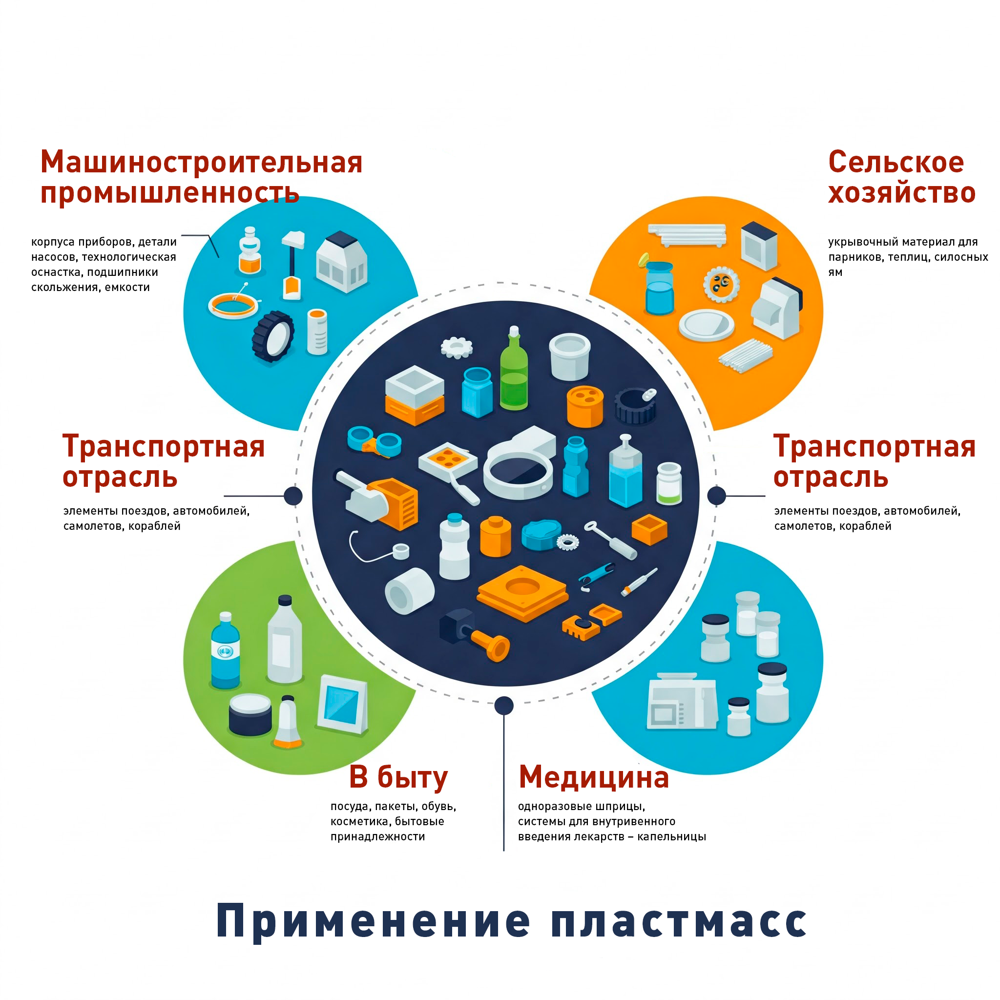 Машиностроительная
промышленность
корпуса приборов, детали
насосов, технологическая
оснастка, подшипники
скольжения, емкости
Сельское
хозяйство
укрывочный материал для
парников, теплиц, силосных
ям
Транспортная
отрасль
элементы поездов, автомобилей,
самолетов, кораблей
Транспортная
отрасль
элементы поездов, автомобилей,
самолетов, кораблей
В быту
посуда, пакеты, обувь,
косметика, бытовые
принадлежности
Медицина
одноразовые шприцы,
системы для внутривенного
введения лекарств – капельницы
Применение пластмасс